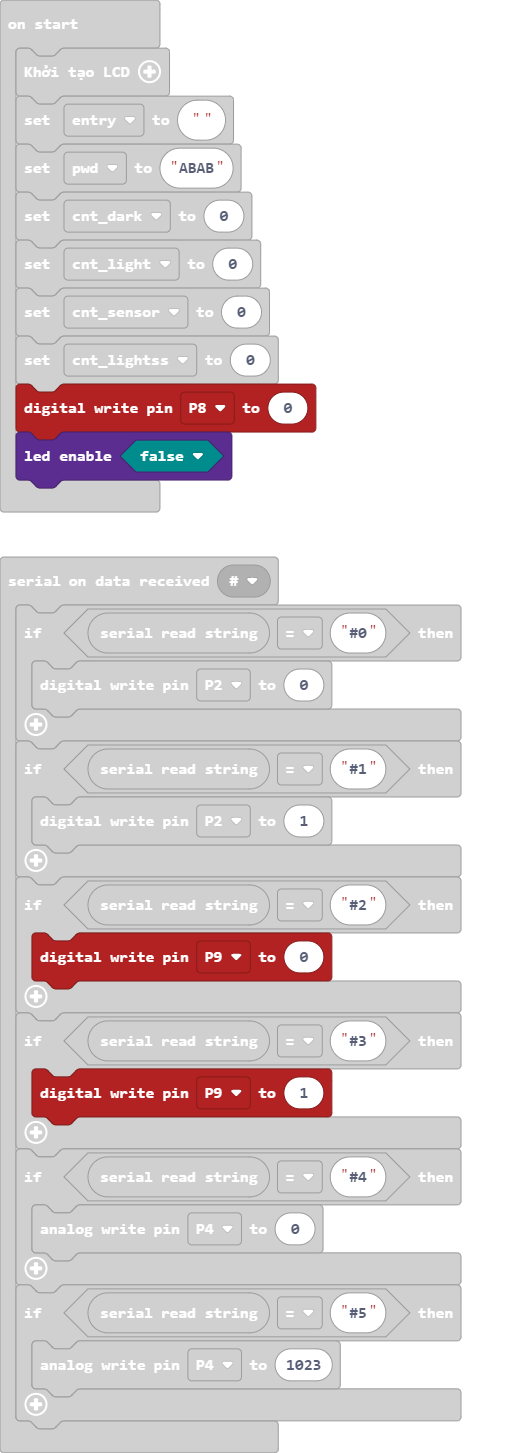 on start
Khởi tạo LCD
set entry to " "
set pwd to "ABAB"
set cnt_dark to 0
set cnt_light to 0
set cnt_sensor to 0
set cnt_lightss to 0
digital write pin P8 to 0
led enable false
serial on data received #
if serial read string = "#0" then
digital write pin P2 to 0
if serial read string = "#1" then
digital write pin P2 to 1
if serial read string = "#2" then
digital write pin P9 to 0
if serial read string = "#3" then
digital write pin P9 to 1
if serial read string = "#4" then
analog write pin P4 to 0
if serial read string = "#5" then
analog write pin P4 to 1023